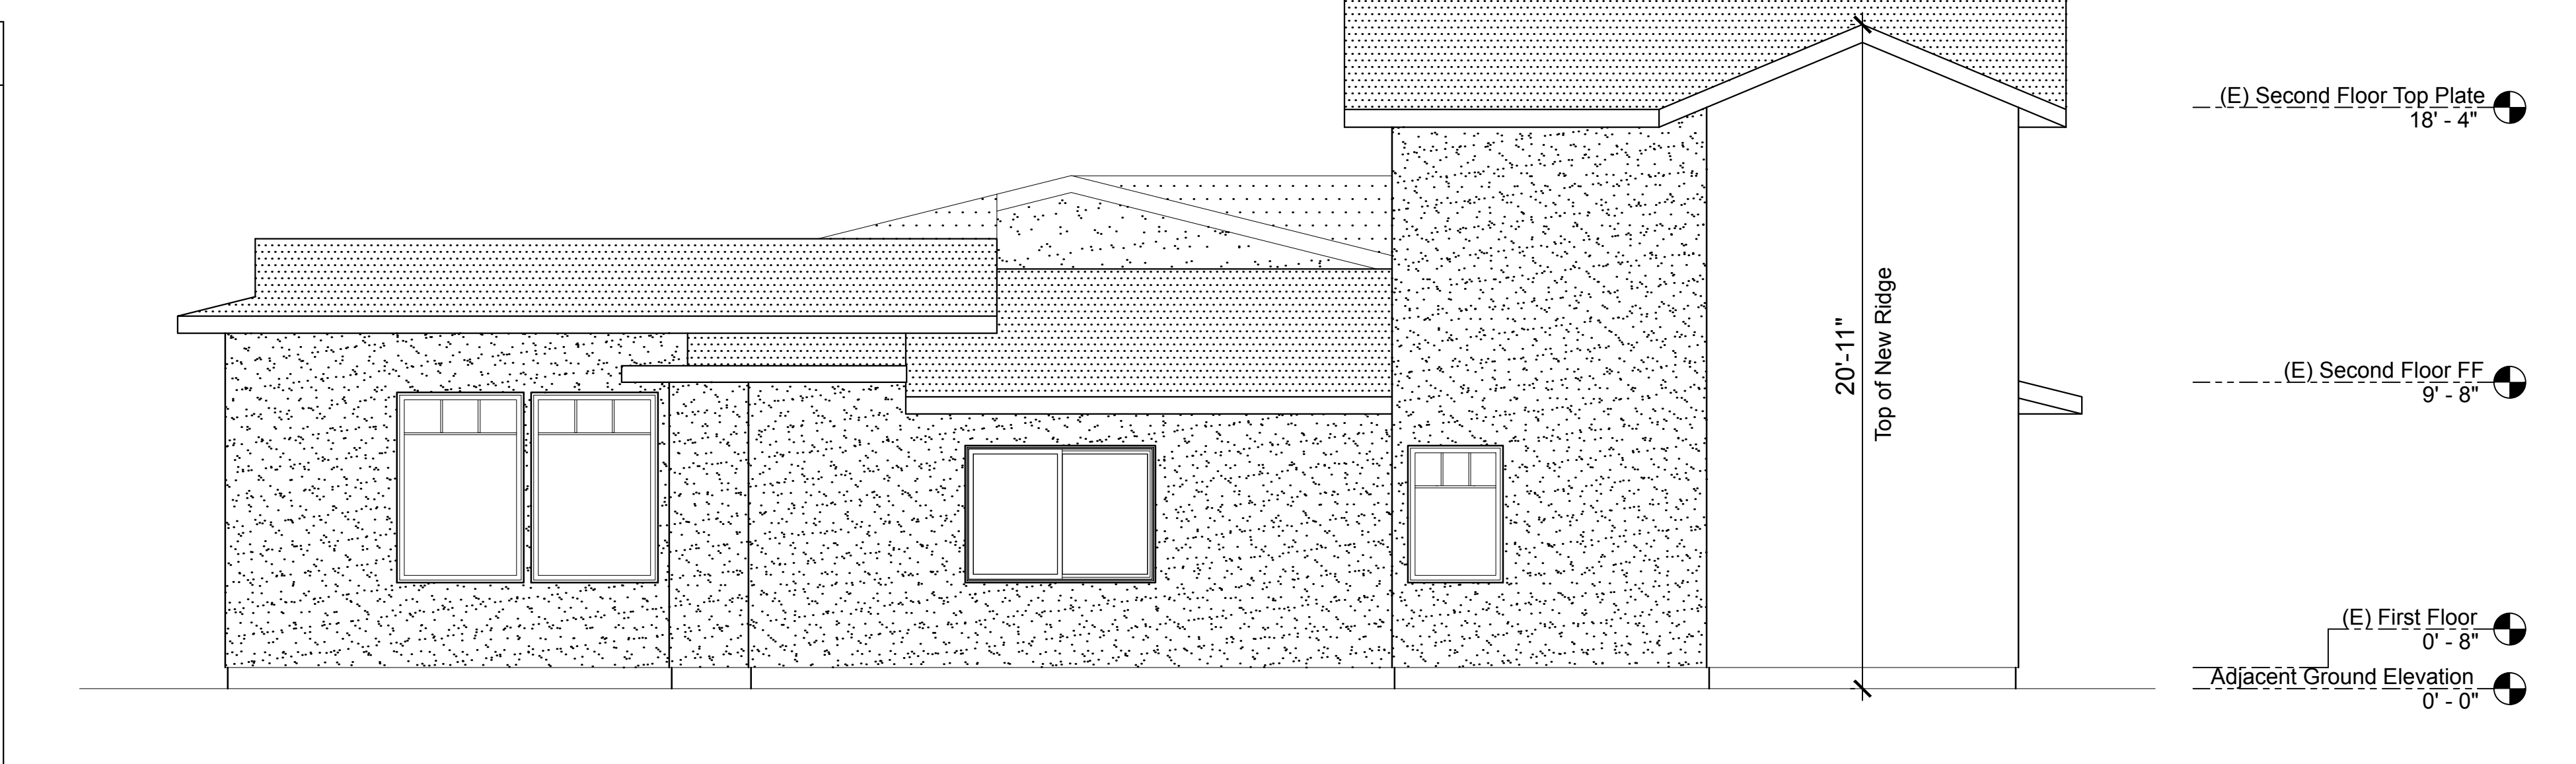 (E) Second Floor Top Plate
18' - 4"
20'-11"
Top of New Ridge
(E) Second Floor FF
9' - 8"
(E) First Floor
0' - 8"
Adjacent Ground Elevation
0' - 0"